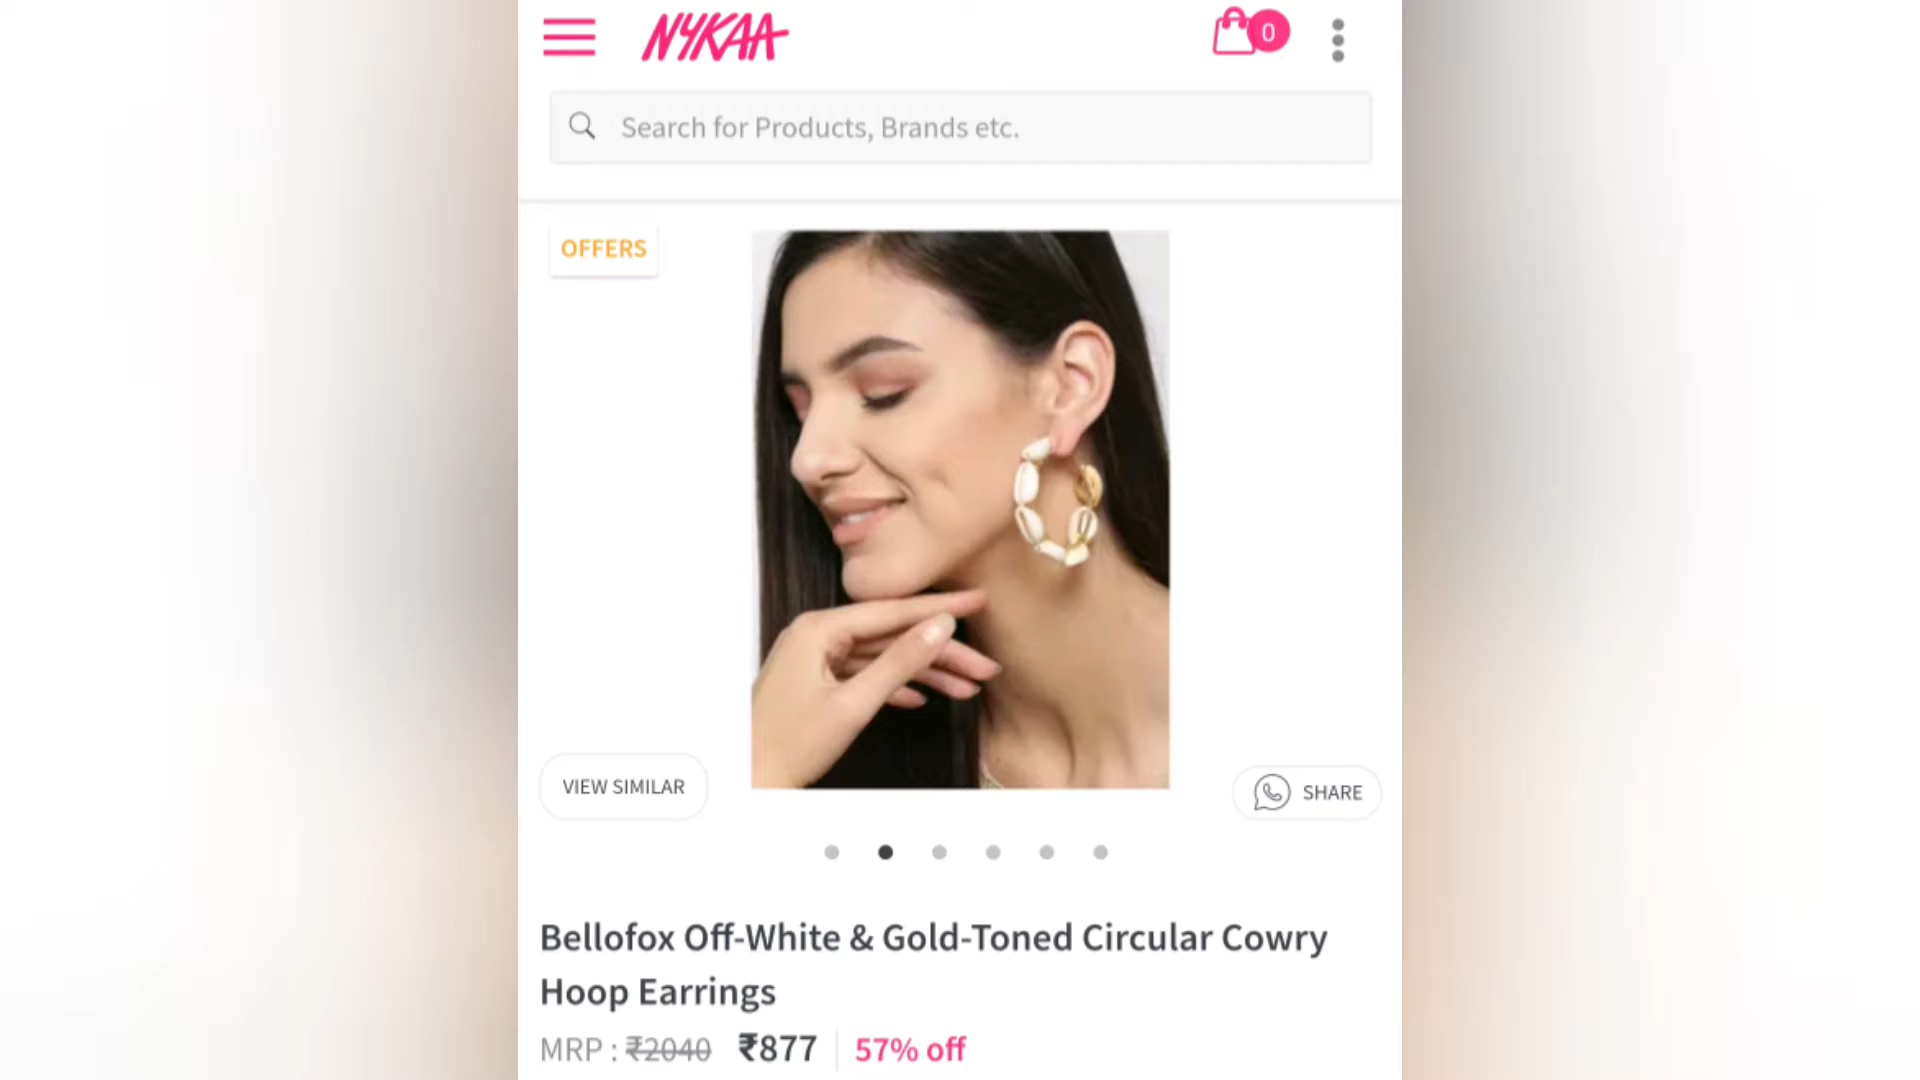 NYKAA
0
Search for Products, Brands etc.
OFFERS
VIEW SIMILAR
SHARE
Bellofox Off-White & Gold-Toned Circular Cowry
Hoop Earrings
MRP : ₹2040 ₹877 57% off